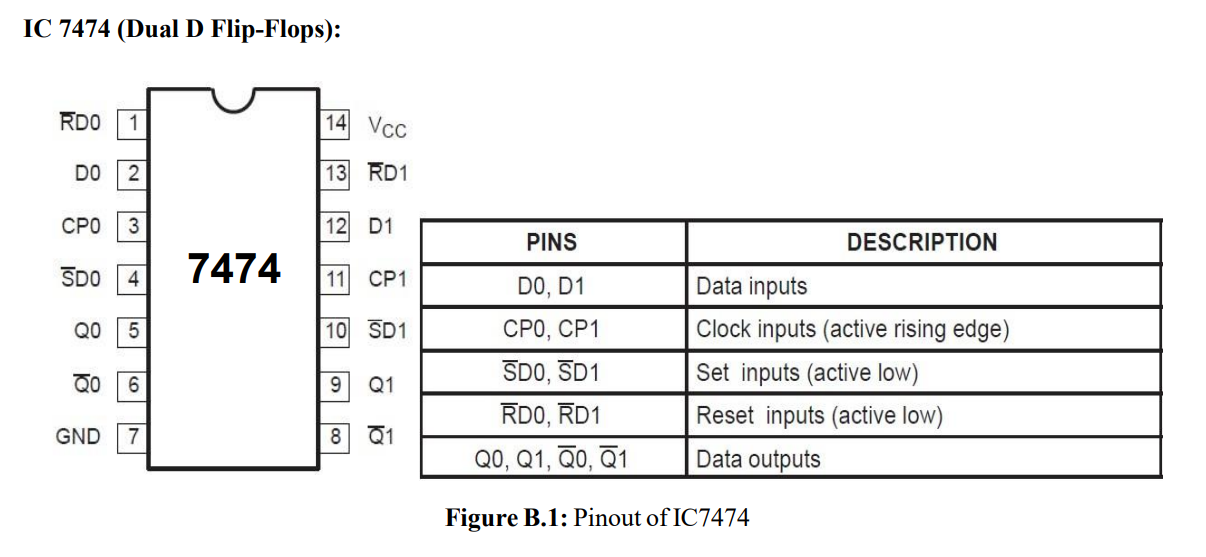 IC 7474 (Dual D Flip-Flops):
R̅D0 1
14 VCC
D0 2
13 R̅D1
CP0 3
12 D1
S̅D0 4
11 CP1
Q0 5
10 S̅D1
Q̅0 6
9 Q1
GND 7
8 Q̅1
7474
PINS DESCRIPTION
D0, D1 Data inputs
CP0, CP1 Clock inputs (active rising edge)
S̅D0, S̅D1 Set inputs (active low)
R̅D0, R̅D1 Reset inputs (active low)
Q0, Q1, Q̅0, Q̅1 Data outputs
Figure B.1: Pinout of IC7474